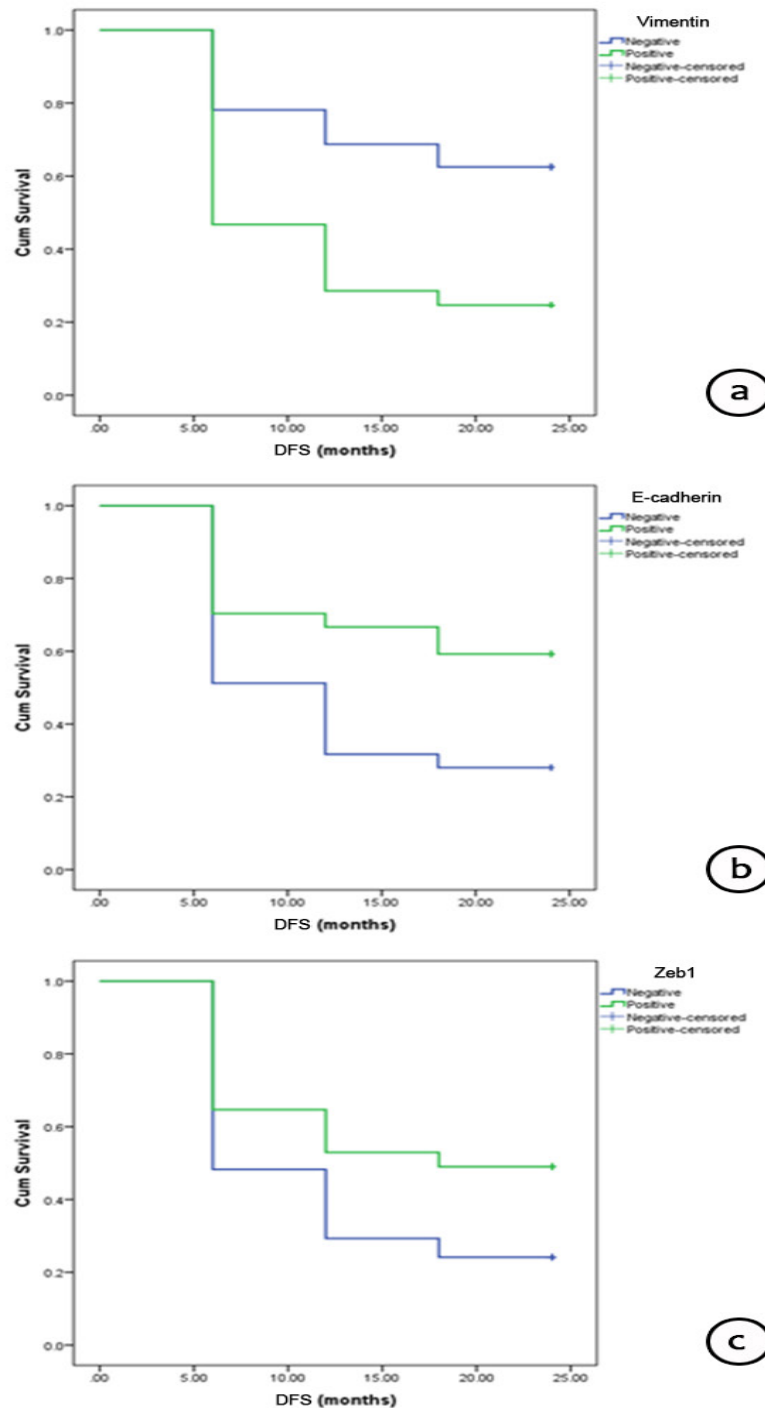 Vimentin
Negative
Positive
Negative-censored
Positive-censored
1.0
0.8
0.6
0.4
0.2
0.0
Cum Survival
.00 5.00 10.00 15.00 20.00 25.00
DFS (months)
a
E-cadherin
Negative
Positive
Negative-censored
Positive-censored
1.0
0.8
0.6
0.4
0.2
0.0
Cum Survival
.00 5.00 10.00 15.00 20.00 25.00
DFS (months)
b
Zeb1
Negative
Positive
Negative-censored
Positive-censored
1.0
0.8
0.6
0.4
0.2
0.0
Cum Survival
.00 5.00 10.00 15.00 20.00 25.00
DFS (months)
c